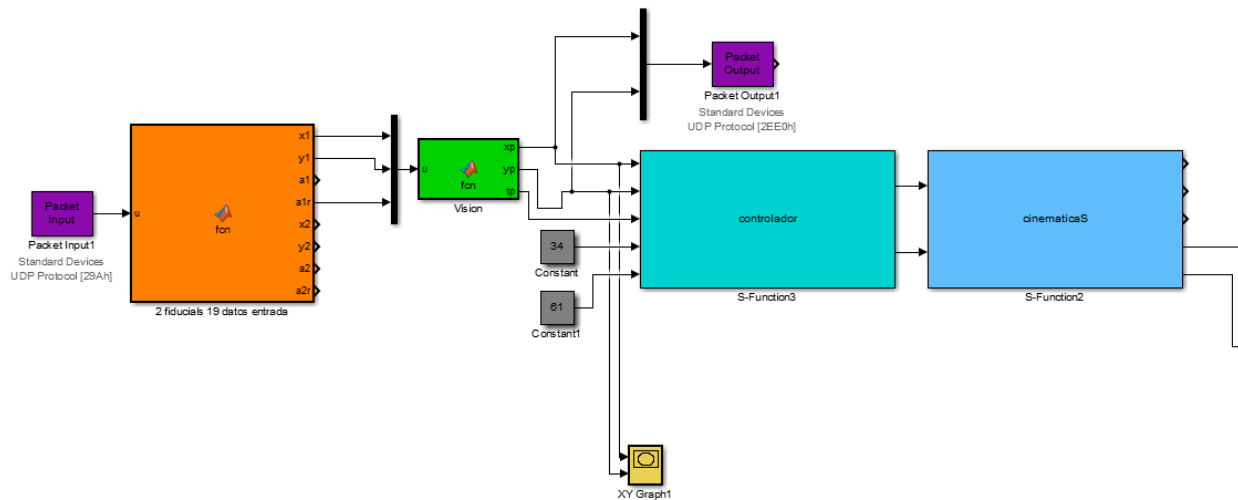 Packet
Input
Packet Input1
Standard Devices
UDP Protocol [29Ah]
u
fcn
x1
y1
a1
a1r
x2
y2
a2
a2r
2 fiducials 19 datos entrada
u
fcn
xp
yp
tp
Vision
Packet
Output
Packet Output1
Standard Devices
UDP Protocol [2EE0h]
34
Constant
61
Constant1
controlador
S-Function3
cinematicaS
S-Function2
XY Graph1